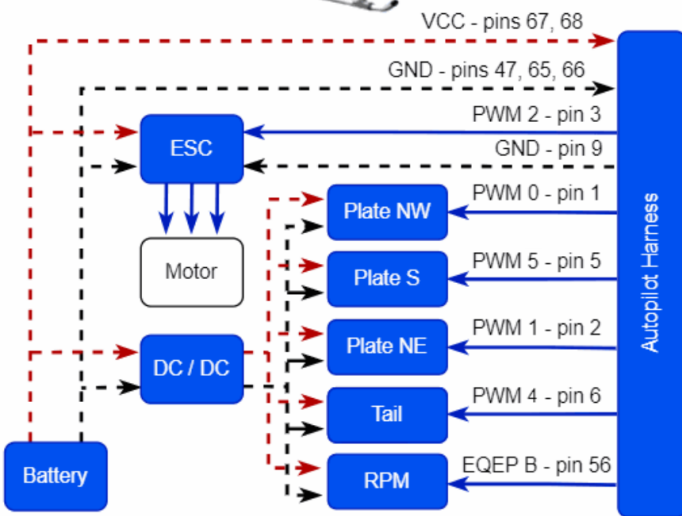 VCC - pins 67, 68
GND - pins 47, 65, 66
PWM 2 - pin 3
ESC
GND - pin 9
PWM 0 - pin 1
Plate NW
Motor
PWM 5 - pin 5
Plate S
Autopilot Harness
PWM 1 - pin 2
Plate NE
DC / DC
PWM 4 - pin 6
Tail
EQEP B - pin 56
Battery
RPM